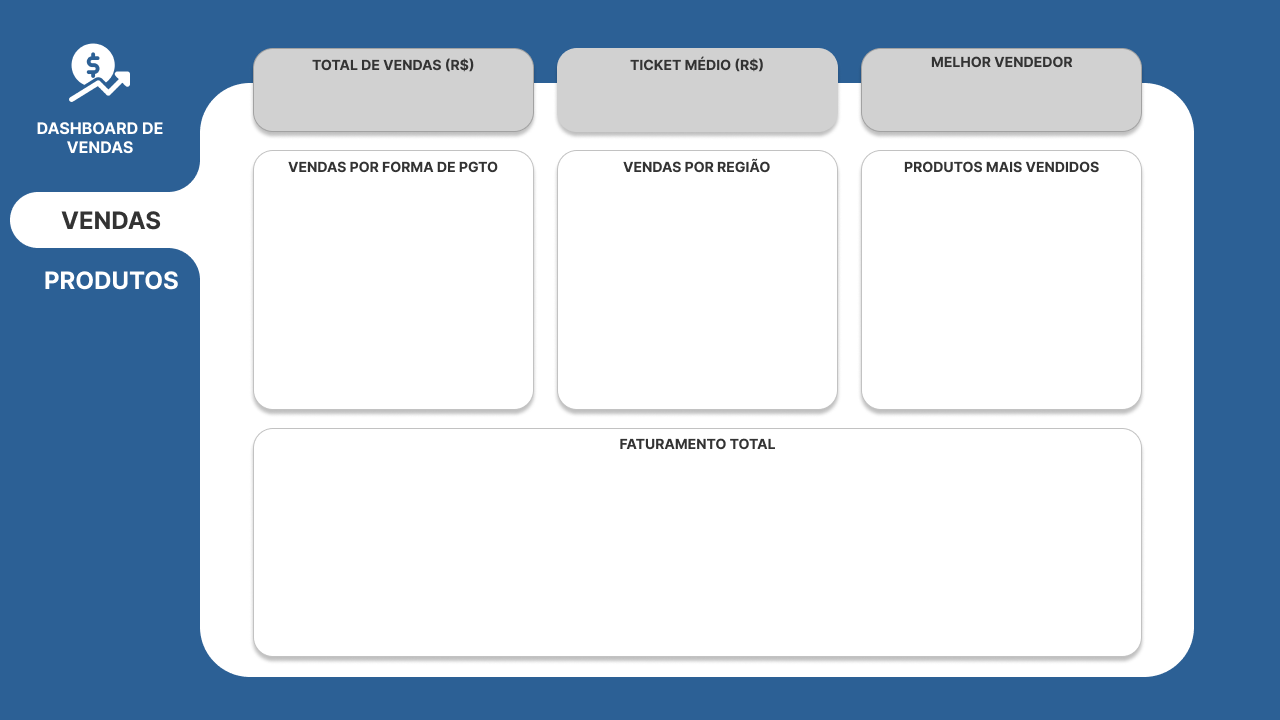 $
DASHBOARD DE
VENDAS
VENDAS
PRODUTOS
TOTAL DE VENDAS (R$)
TICKET MÉDIO (R$)
MELHOR VENDEDOR
VENDAS POR FORMA DE PGTO
VENDAS POR REGIÃO
PRODUTOS MAIS VENDIDOS
FATURAMENTO TOTAL